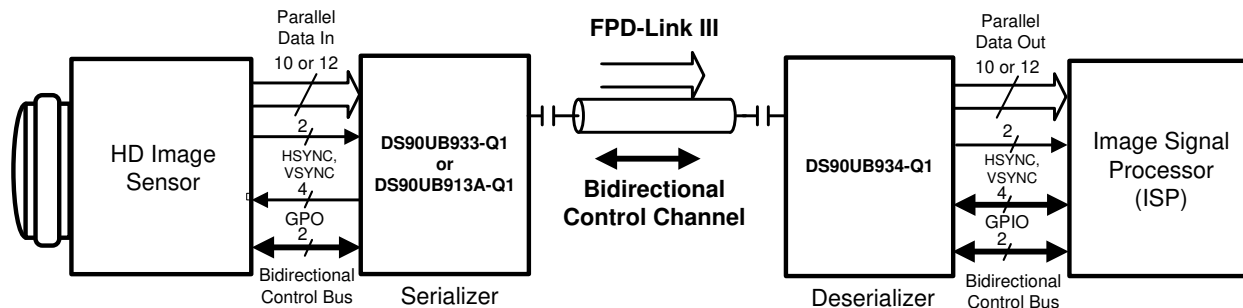 HD Image
Sensor
Parallel
Data In
10 or 12
2
HSYNC,
VSYNC
4
GPO
2
Bidirectional
Control Bus
DS90UB933-Q1
or
DS90UB913A-Q1
Serializer
FPD-Link III
Bidirectional
Control Channel
DS90UB934-Q1
Deserializer
Parallel
Data Out
10 or 12
2
HSYNC,
VSYNC
4
GPIO
2
Bidirectional
Control Bus
Image Signal
Processor
(ISP)